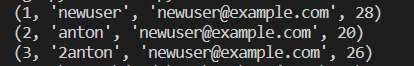 (1, 'newuser', 'newuser@example.com', 28)
(2, 'anton', 'newuser@example.com', 20)
(3, '2anton', 'newuser@example.com', 26)